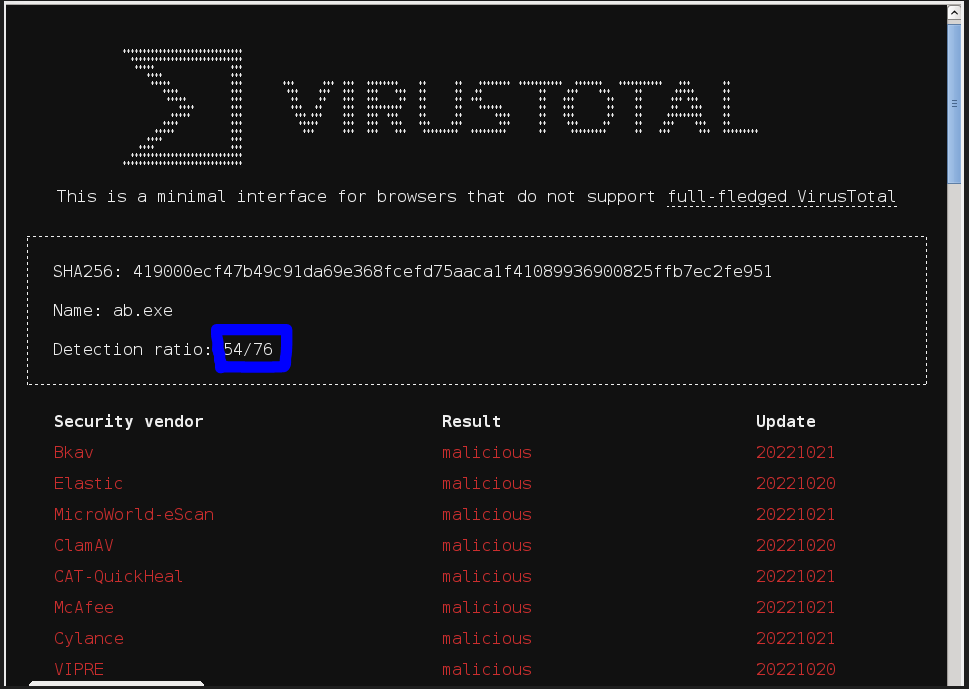 VIRUSTOTAL
This is a minimal interface for browsers that do not support full-fledged VirusTotal
SHA256: 419000ecf47b49c91da69e368fcefd75aaca1f41089936900825ffb7ec2fe951
Name: ab.exe
Detection ratio: 54/76
Security vendor Result Update
Bkav malicious 20221021
Elastic malicious 20221020
MicroWorld-eScan malicious 20221021
ClamAV malicious 20221020
CAT-QuickHeal malicious 20221021
McAfee malicious 20221021
Cylance malicious 20221021
VIPRE malicious 20221020